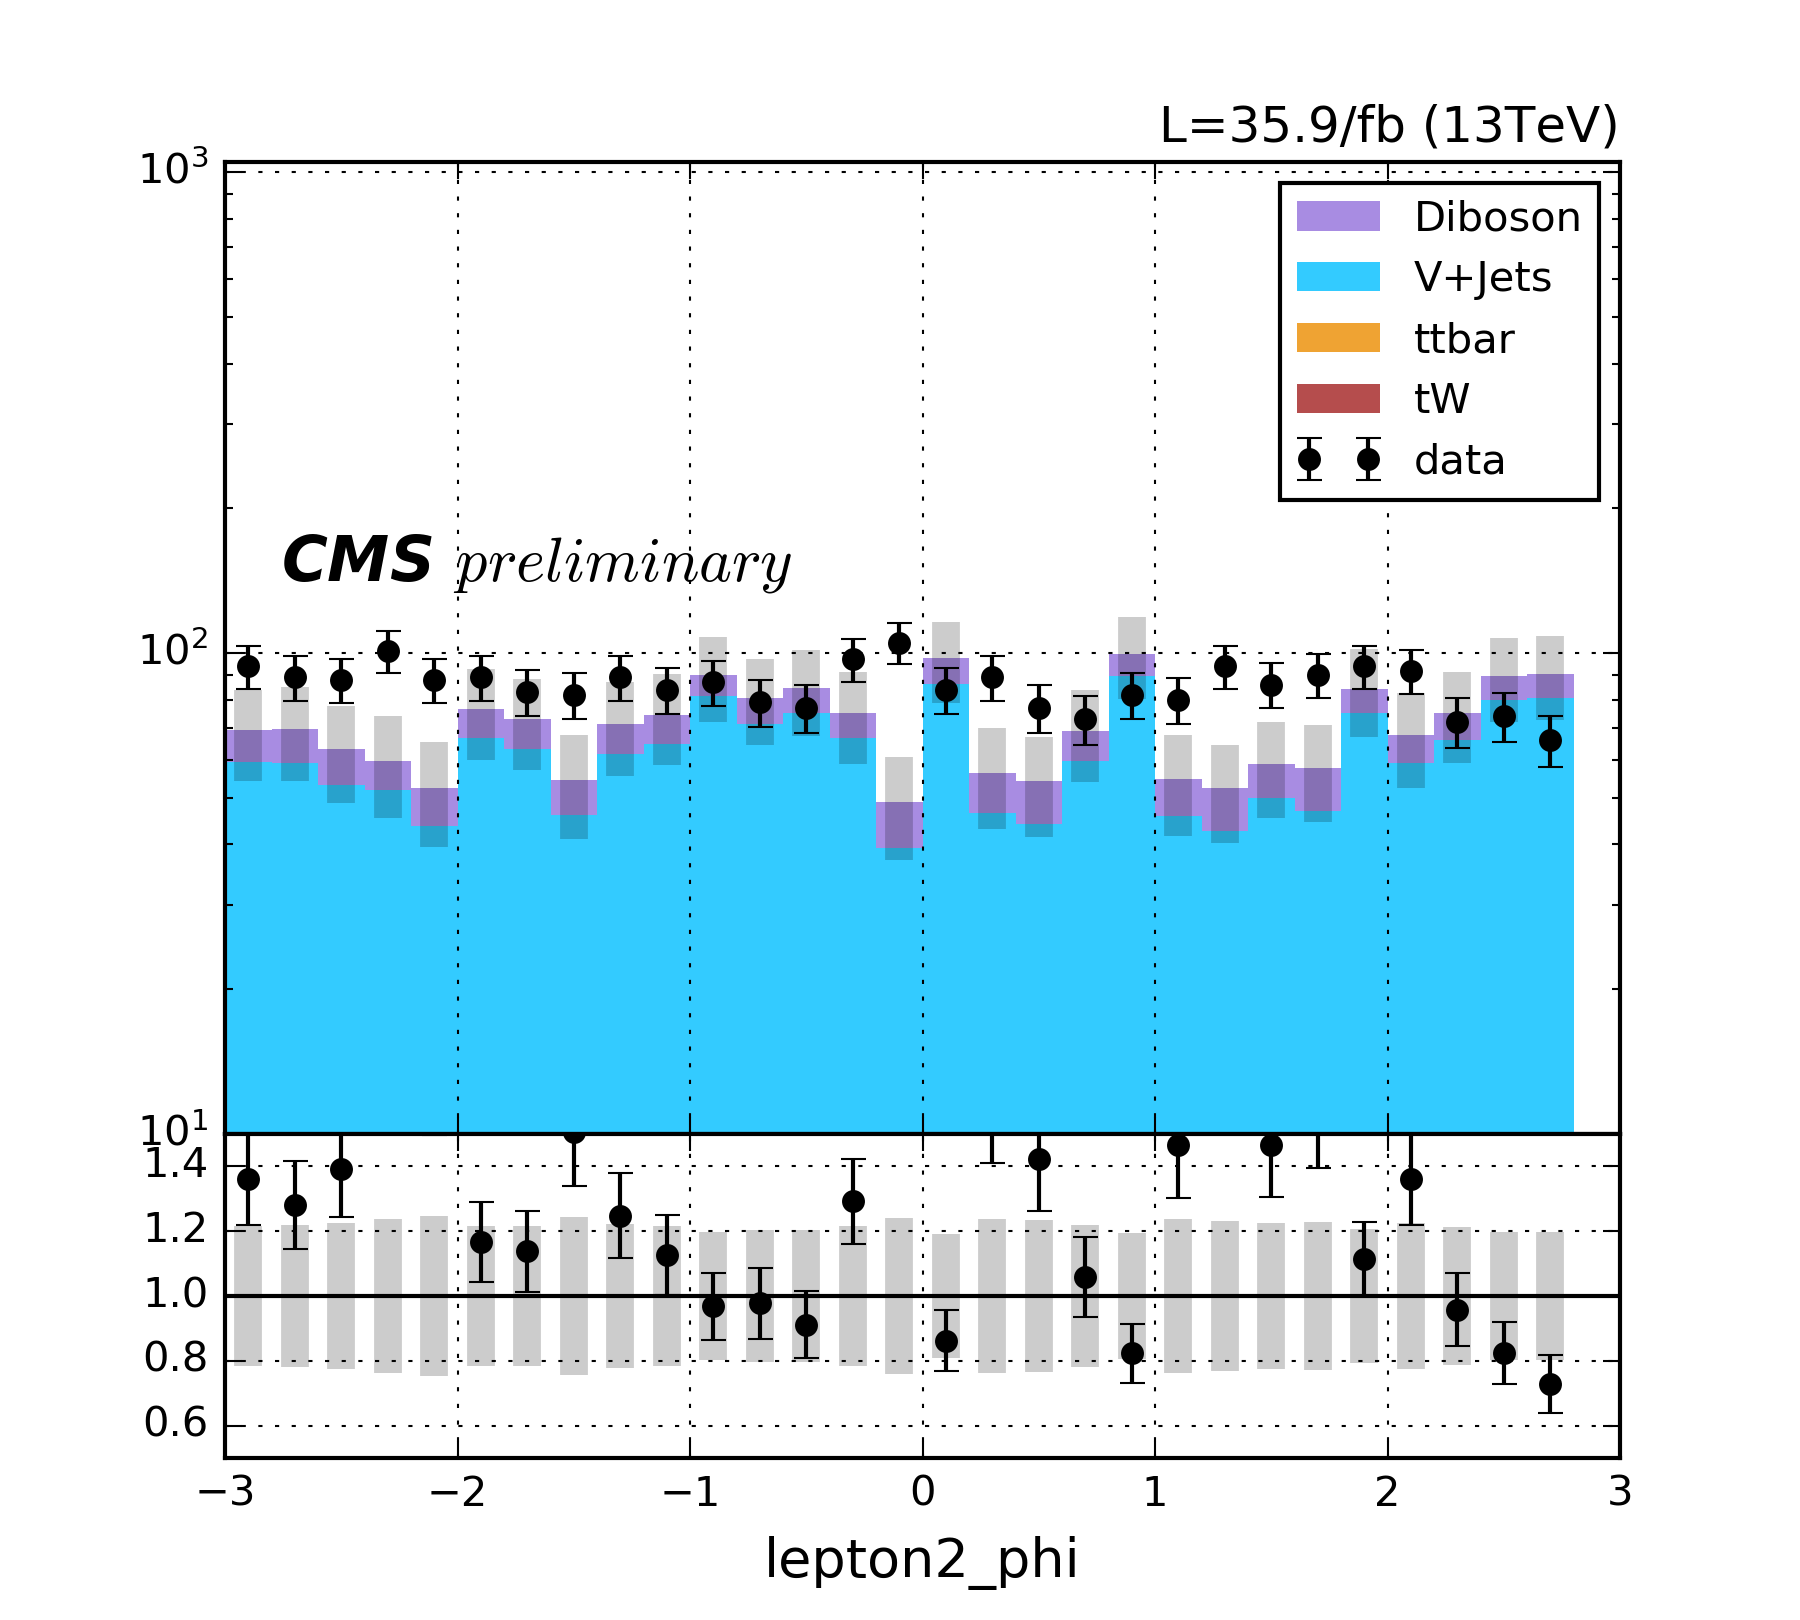 L=35.9/fb (13TeV)
10³
Diboson
V+Jets
ttbar
tW
data
CMS preliminary
10²
10¹
1.4
1.2
1.0
0.8
0.6
−3 −2 −1 0 1 2 3
lepton2_phi